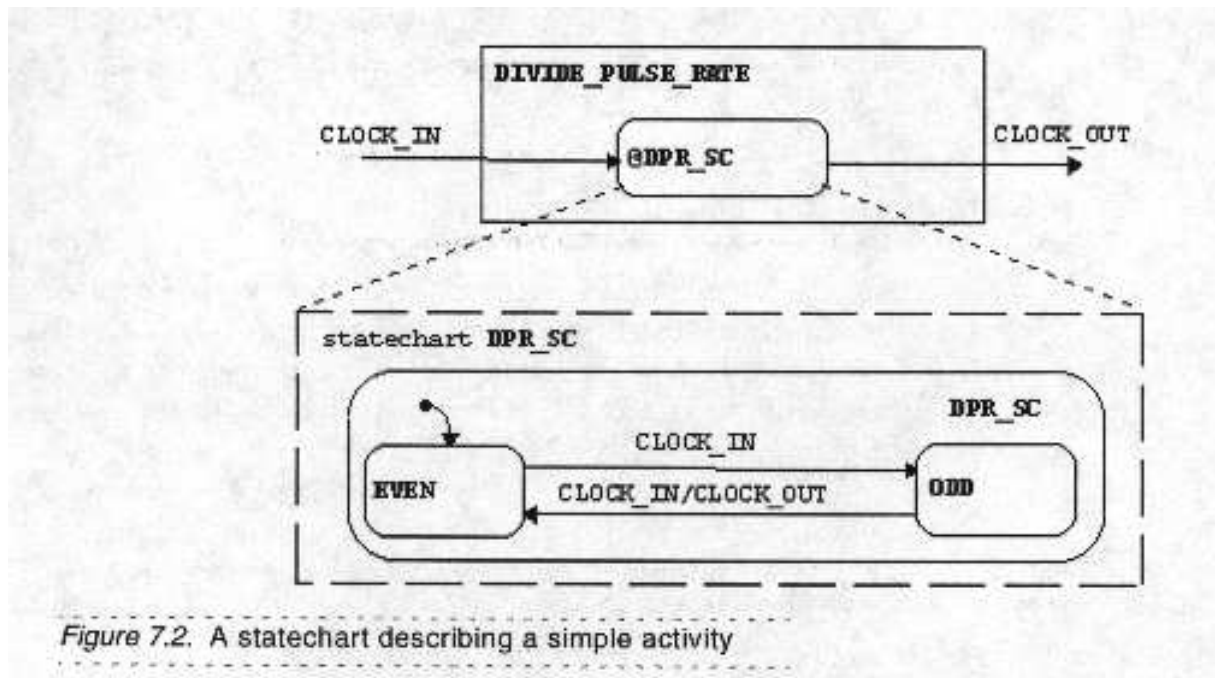 DIVIDE_PULSE_RATE
CLOCK_IN
@DPR_SC
CLOCK_OUT
statechart DPR_SC
DPR_SC
CLOCK_IN
EVEN
CLOCK_IN/CLOCK_OUT
ODD
Figure 7.2. A statechart describing a simple activity